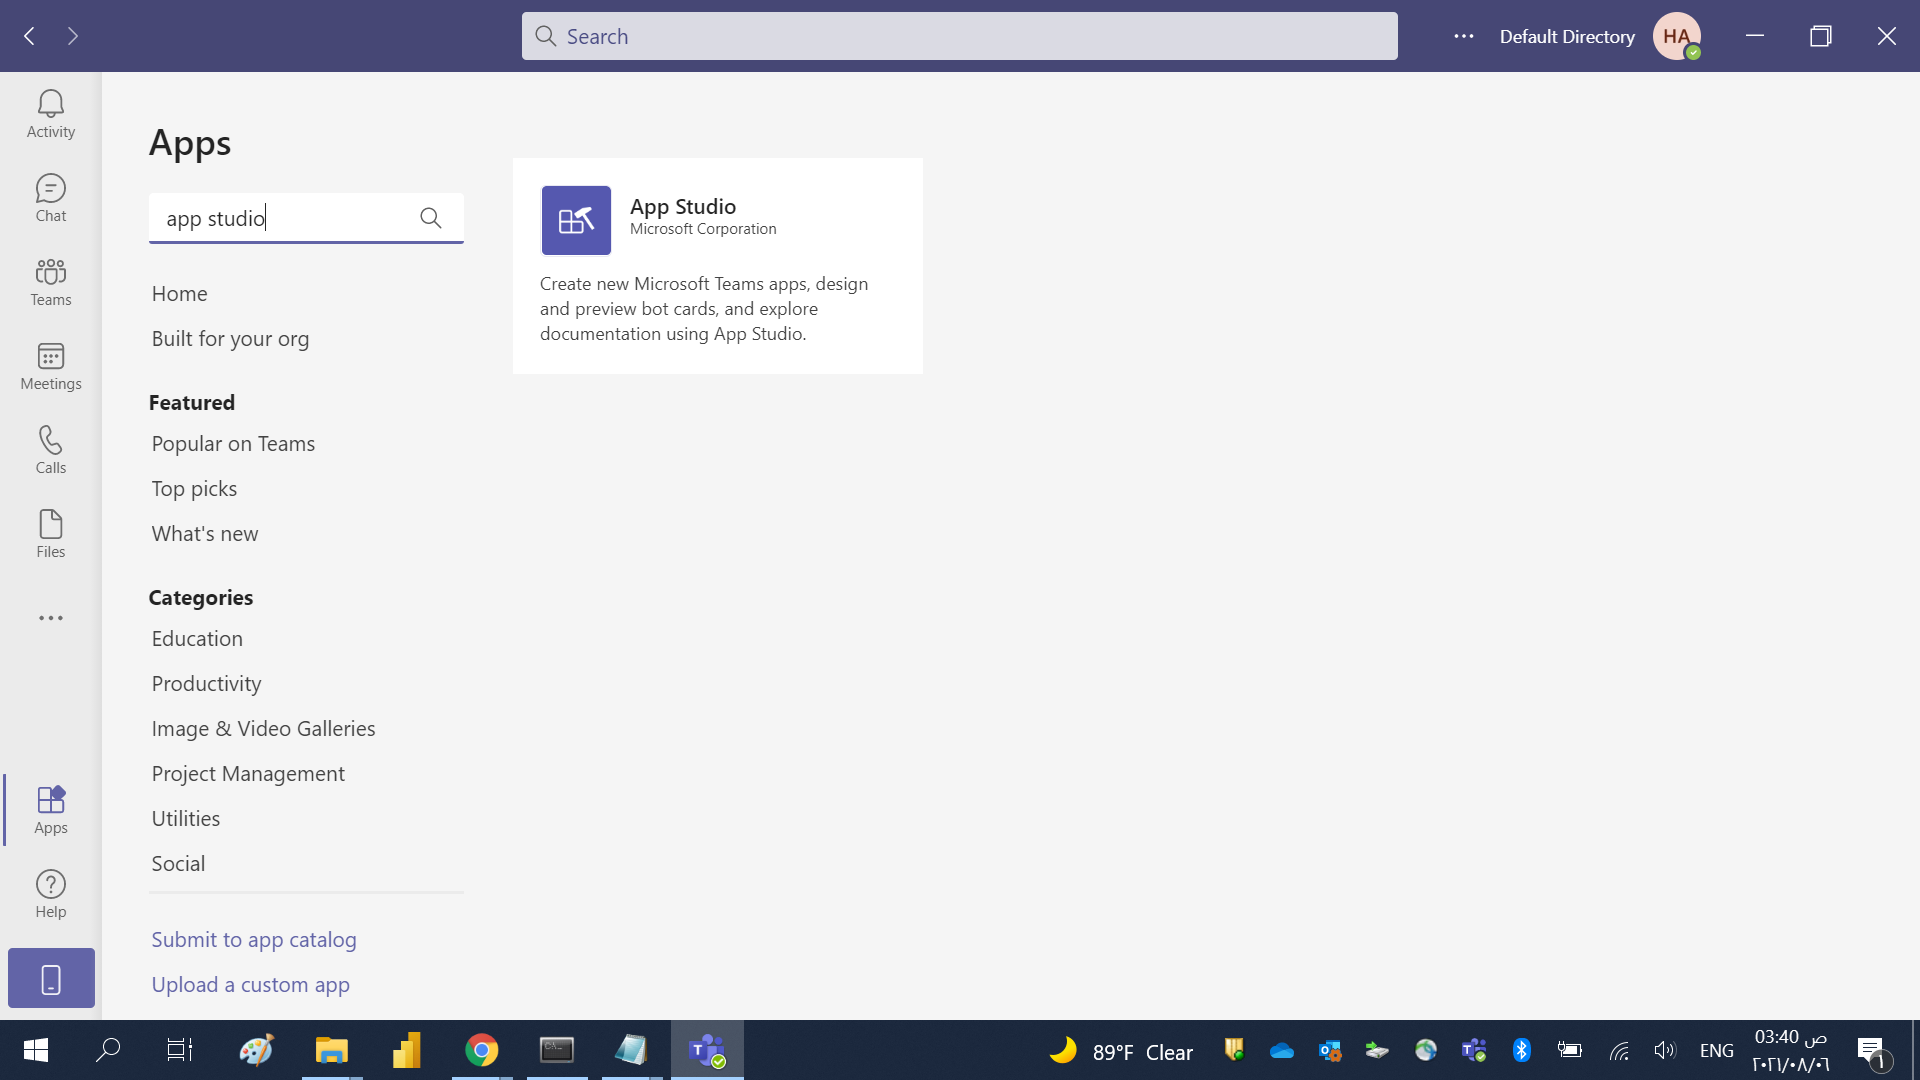 Search
Default Directory
HA
Activity
Chat
Teams
Meetings
Calls
Files
Apps
Help
Apps
app studio
Home
Built for your org
Featured
Popular on Teams
Top picks
What's new
Categories
Education
Productivity
Image & Video Galleries
Project Management
Utilities
Social
Submit to app catalog
Upload a custom app
App Studio
Microsoft Corporation
Create new Microsoft Teams apps, design
and preview bot cards, and explore
documentation using App Studio.
89°F Clear
ENG
03:40 ص
٢٠٢١/٠٨/٠٦
١